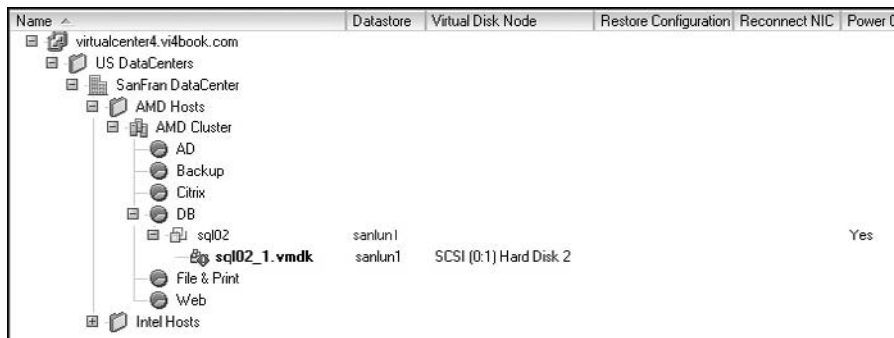 Name Datastore Virtual Disk Node Restore Configuration Reconnect NIC Power
virtualcenter4.vi4book.com
US DataCenters
SanFran DataCenter
AMD Hosts
AMD Cluster
AD
Backup
Citrix
DB
sql02 sanlun1 Yes
sql02_1.vmdk sanlun1 SCSI (0:1) Hard Disk 2
File & Print
Web
Intel Hosts